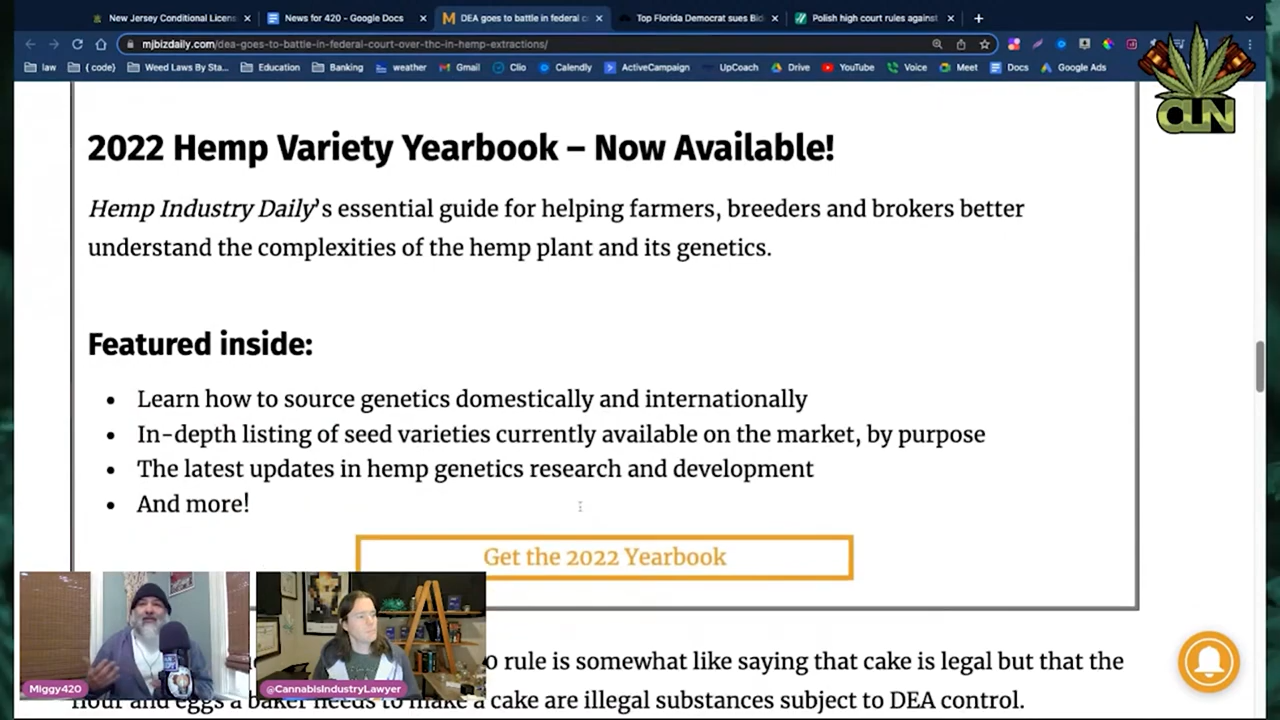 New Jersey Conditional Licens
News for 420 - Google Docs
DEA goes to battle in federal c
Top Florida Democrat sues Bid
Polish high court rules against
mjbizdaily.com/dea-goes-to-battle-in-federal-court-over-thc-in-hemp-extractions/
law
{ code}
Weed Laws By Sta...
Education
Banking
weather
Gmail
Clio
Calendly
ActiveCampaign
UpCoach
Drive
YouTube
Voice
Meet
Docs
Google Ads
CLN
2022 Hemp Variety Yearbook – Now Available!
Hemp Industry Daily's essential guide for helping farmers, breeders and brokers better
understand the complexities of the hemp plant and its genetics.
Featured inside:
• Learn how to source genetics domestically and internationally
• In-depth listing of seed varieties currently available on the market, by purpose
• The latest updates in hemp genetics research and development
• And more!
Get the 2022 Yearbook
rule is somewhat like saying that cake is legal but that the
flour and eggs a baker needs to make a cake are illegal substances subject to DEA control.
Miggy420
@CannabisIndustryLawyer